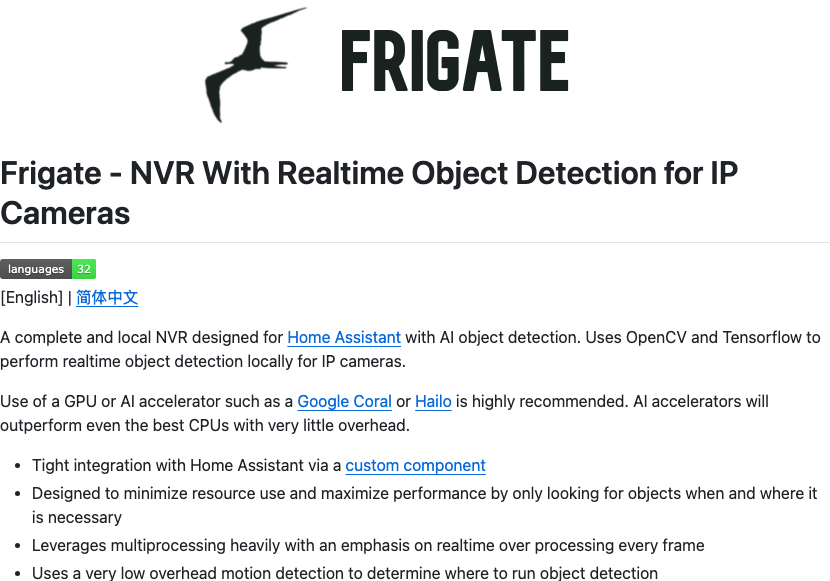 FRIGATE
Frigate - NVR With Realtime Object Detection for IP
Cameras
languages 32
[English] | 简体中文
A complete and local NVR designed for Home Assistant with AI object detection. Uses OpenCV and Tensorflow to
perform realtime object detection locally for IP cameras.
Use of a GPU or AI accelerator such as a Google Coral or Hailo is highly recommended. AI accelerators will
outperform even the best CPUs with very little overhead.
• Tight integration with Home Assistant via a custom component
• Designed to minimize resource use and maximize performance by only looking for objects when and where it
is necessary
• Leverages multiprocessing heavily with an emphasis on realtime over processing every frame
• Uses a very low overhead motion detection to determine where to run object detection